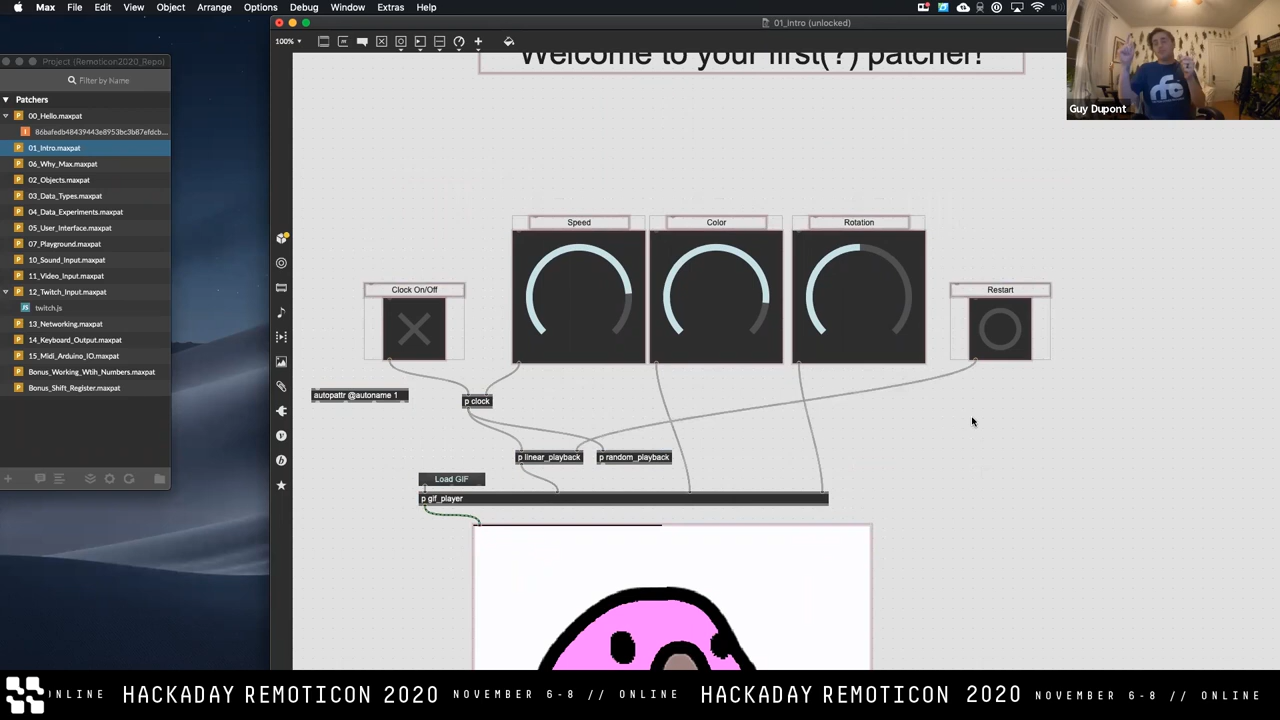 Max File Edit View Object Arrange Options Debug Window Extras Help
01_Intro (unlocked)
100%
Project (Remoticon2020_Repo)
Filter by Name
Patchers
00_Hello.maxpat
86bafedb48439443e8953bc3b87efdcb...
01_Intro.maxpat
06_Why_Max.maxpat
02_Objects.maxpat
03_Data_Types.maxpat
04_Data_Experiments.maxpat
05_User_Interface.maxpat
07_Playground.maxpat
10_Sound_Input.maxpat
11_Video_Input.maxpat
12_Twitch_Input.maxpat
twitch.js
13_Networking.maxpat
14_Keyboard_Output.maxpat
15_Midi_Arduino_IO.maxpat
Bonus_Working_Wtih_Numbers.maxpat
Bonus_Shift_Register.maxpat
Welcome to your first(?) patcher!
Speed
Color
Rotation
Clock On/Off
Restart
autopattr @autoname 1
p clock
p linear_playback
p random_playback
Load GIF
p gif_player
Guy Dupont
rfc
ONLINE HACKADAY REMOTICON 2020 NOVEMBER 6-8 // ONLINE HACKADAY REMOTICON 2020 NOVEMBER 6-8 // ONLINE